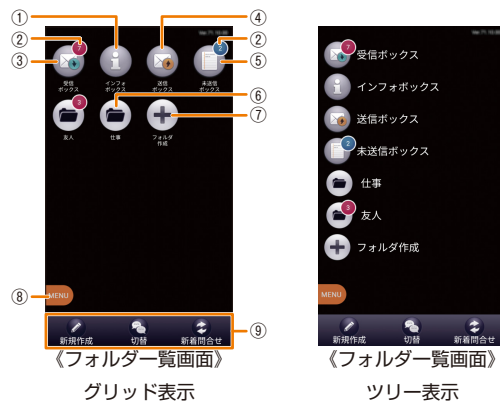 ①
②
③
④
②
⑤
⑥
⑦
⑧
⑨
7
2
受信
ボックス
インフォ
ボックス
送信
ボックス
未送信
ボックス
3
友人
仕事
フォルダ
作成
MENU
新規作成
切替
新着問合せ
《フォルダ一覧画面》
グリッド表示
7
受信ボックス
インフォボックス
送信ボックス
2
未送信ボックス
仕事
3
友人
フォルダ作成
MENU
新規作成
切替
新着問合せ
《フォルダ一覧画面》
ツリー表示